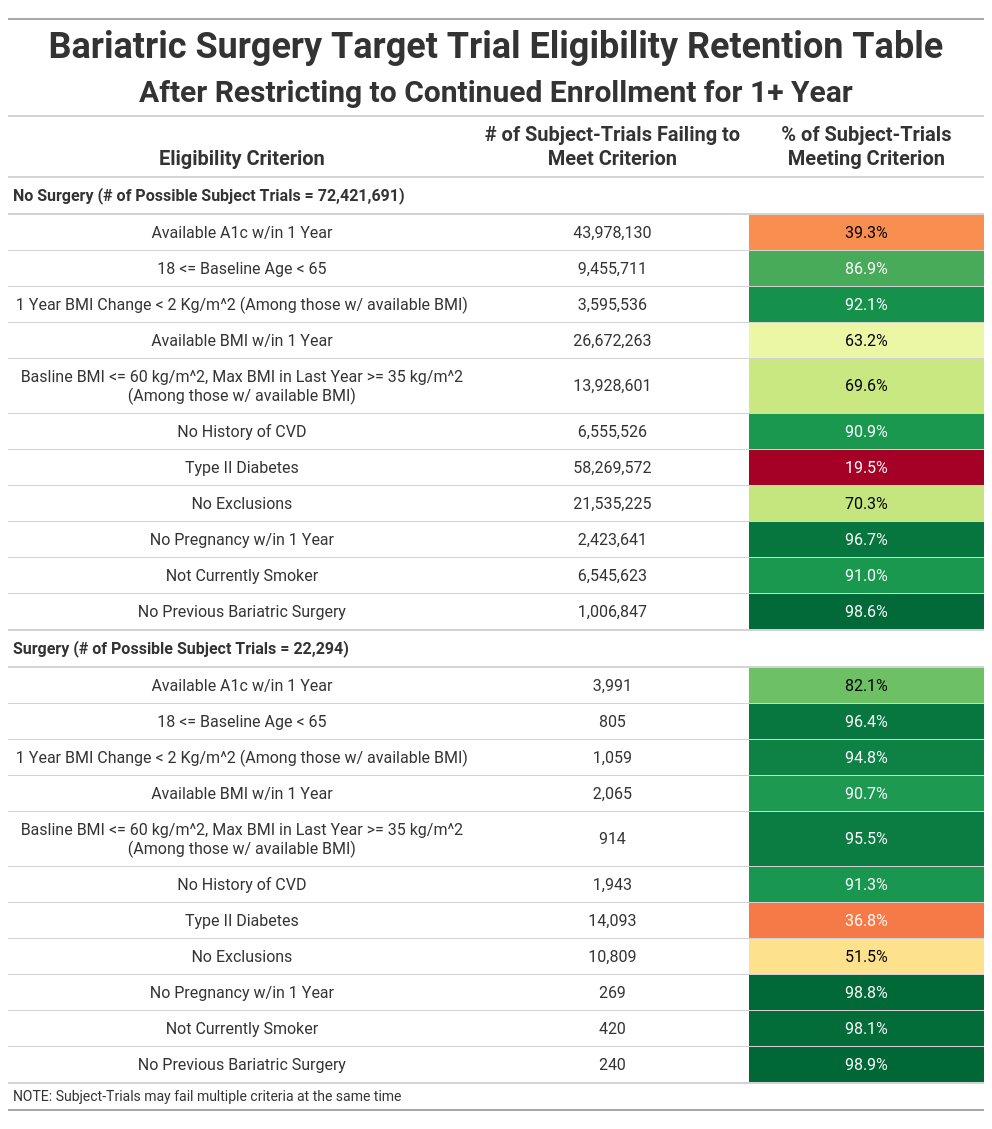 Bariatric Surgery Target Trial Eligibility Retention Table
After Restricting to Continued Enrollment for 1+ Year
Eligibility Criterion # of Subject-Trials Failing to Meet Criterion % of Subject-Trials Meeting Criterion
No Surgery (# of Possible Subject Trials = 72,421,691)
Available A1c w/in 1 Year 43,978,130 39.3%
18 <= Baseline Age < 65 9,455,711 86.9%
1 Year BMI Change < 2 Kg/m^2 (Among those w/ available BMI) 3,595,536 92.1%
Available BMI w/in 1 Year 26,672,263 63.2%
Basline BMI <= 60 kg/m^2, Max BMI in Last Year >= 35 kg/m^2
(Among those w/ available BMI) 13,928,601 69.6%
No History of CVD 6,555,526 90.9%
Type II Diabetes 58,269,572 19.5%
No Exclusions 21,535,225 70.3%
No Pregnancy w/in 1 Year 2,423,641 96.7%
Not Currently Smoker 6,545,623 91.0%
No Previous Bariatric Surgery 1,006,847 98.6%
Surgery (# of Possible Subject Trials = 22,294)
Available A1c w/in 1 Year 3,991 82.1%
18 <= Baseline Age < 65 805 96.4%
1 Year BMI Change < 2 Kg/m^2 (Among those w/ available BMI) 1,059 94.8%
Available BMI w/in 1 Year 2,065 90.7%
Basline BMI <= 60 kg/m^2, Max BMI in Last Year >= 35 kg/m^2
(Among those w/ available BMI) 914 95.5%
No History of CVD 1,943 91.3%
Type II Diabetes 14,093 36.8%
No Exclusions 10,809 51.5%
No Pregnancy w/in 1 Year 269 98.8%
Not Currently Smoker 420 98.1%
No Previous Bariatric Surgery 240 98.9%
NOTE: Subject-Trials may fail multiple criteria at the same time